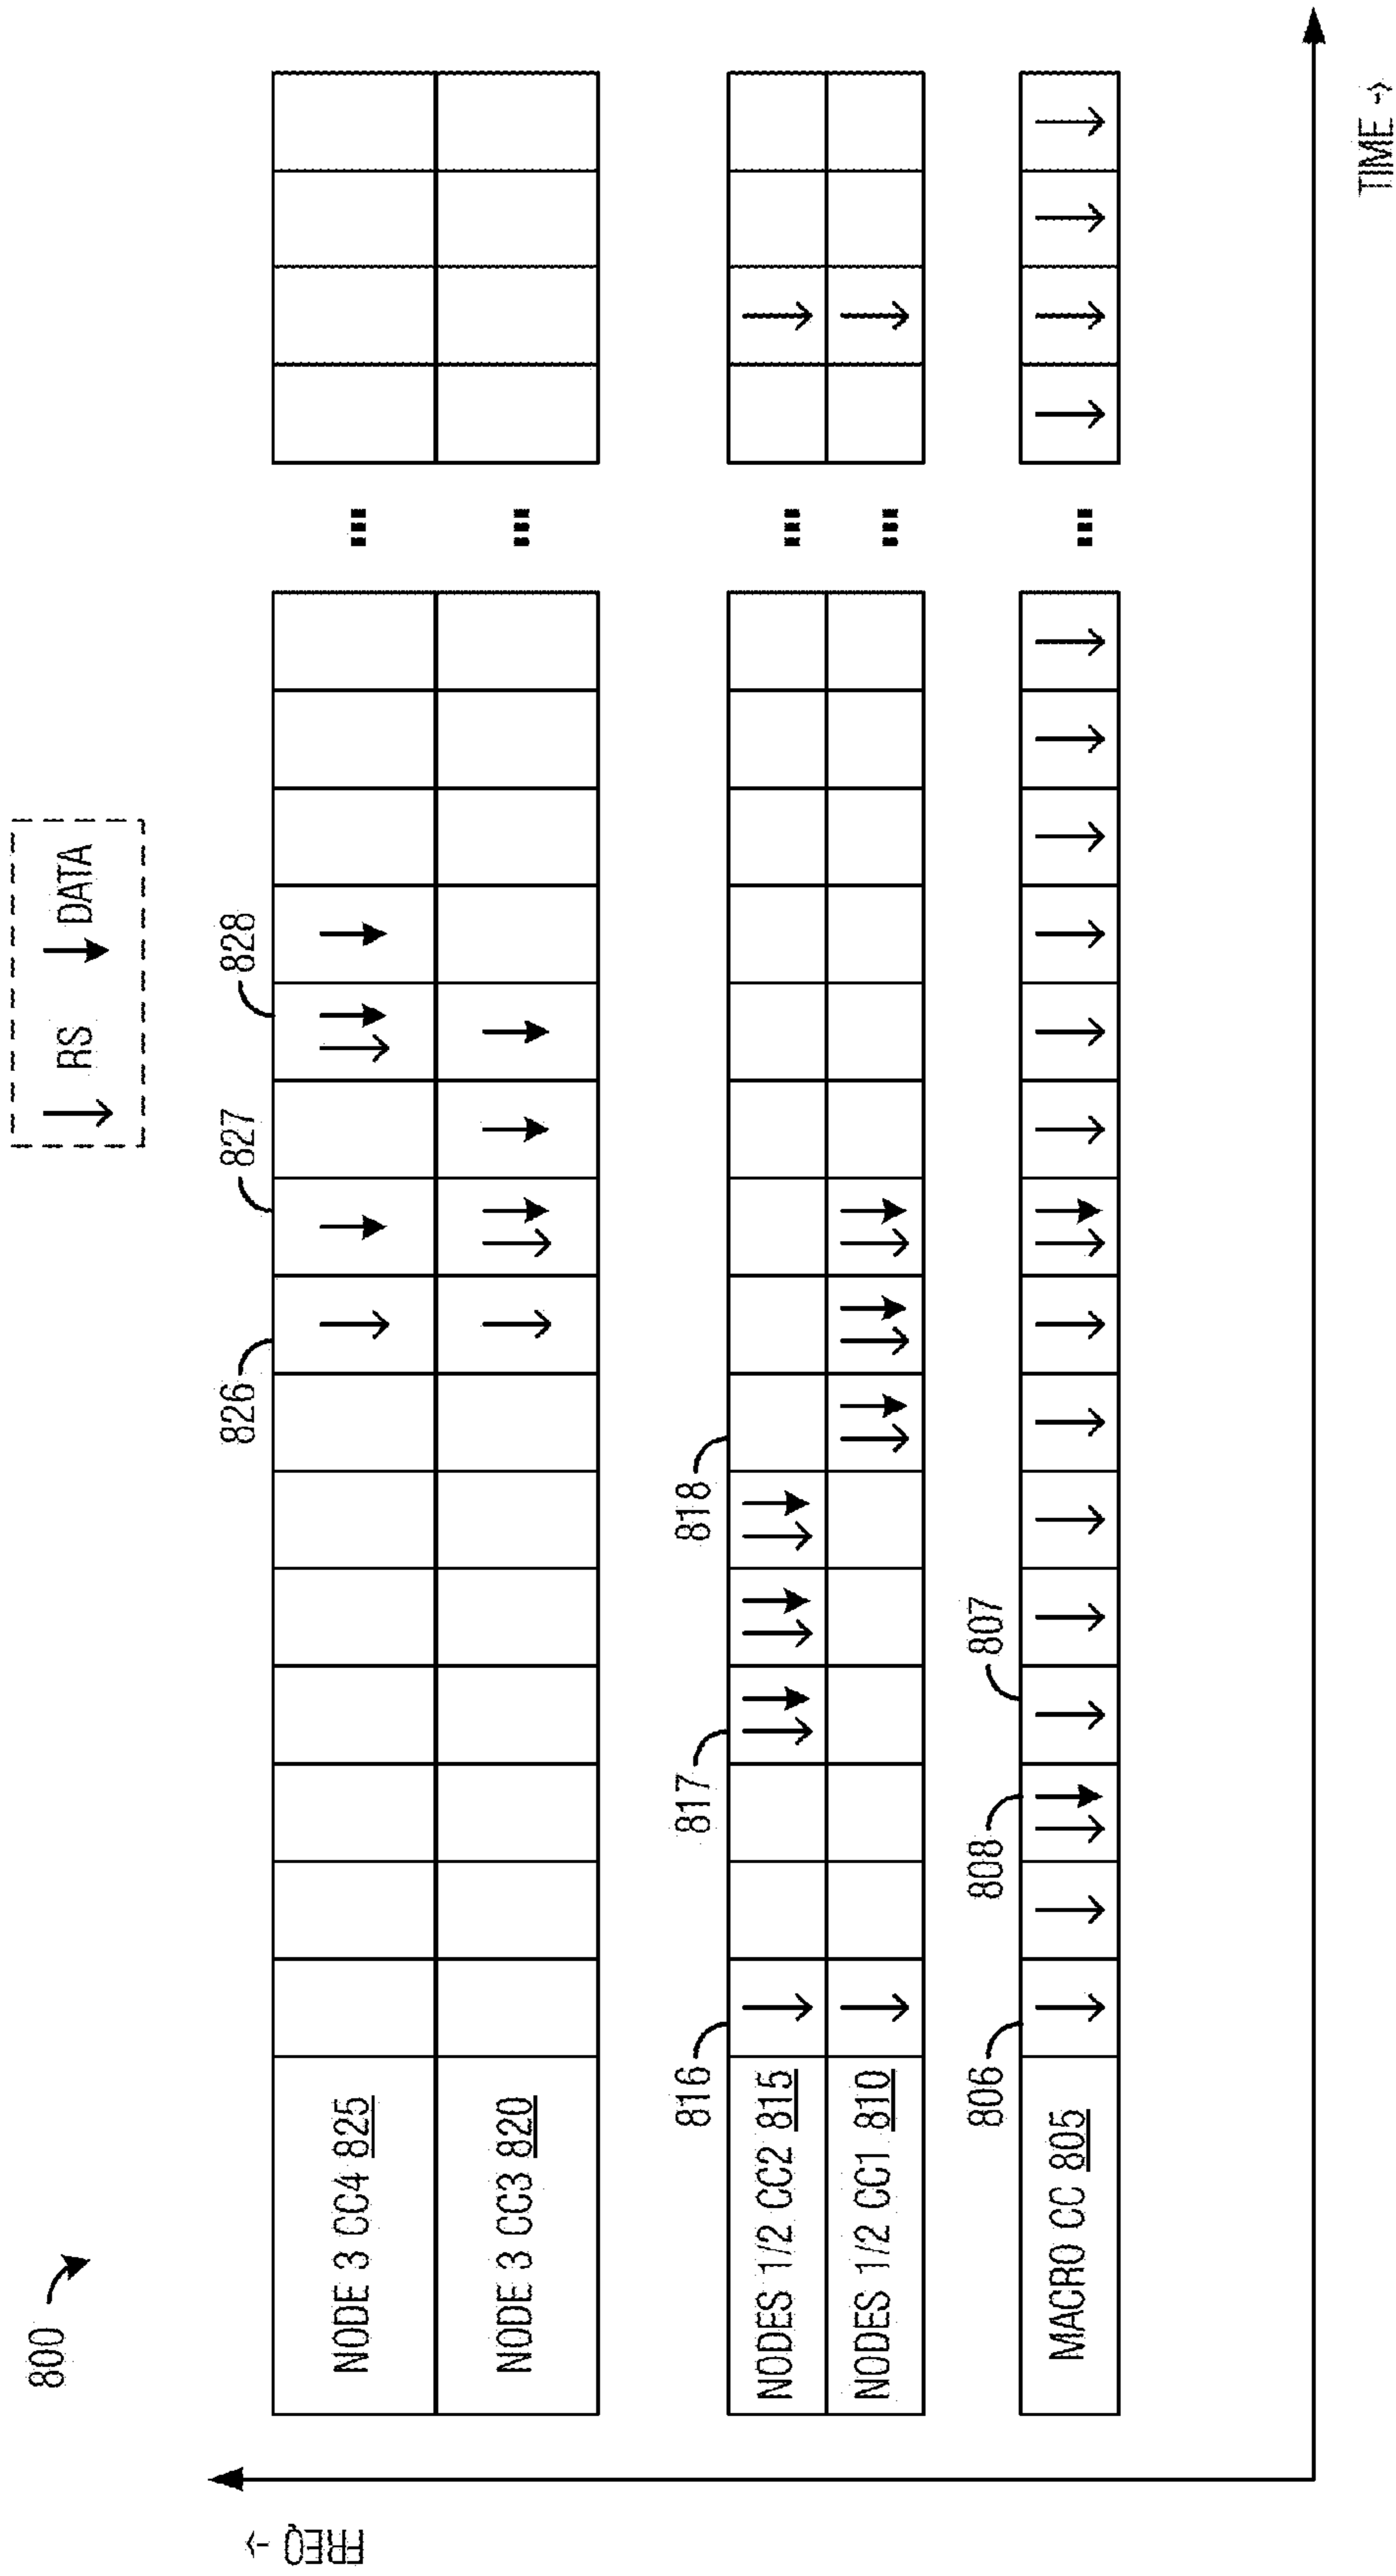 800
RS DATA
826 827 828
NODE 3 CC4 825 ...
NODE 3 CC3 820 ...
816 817 818
NODES 1/2 CC2 815 ...
NODES 1/2 CC1 810 ...
806 808 807
MACRO CC 805 ...
FREQ →
TIME →